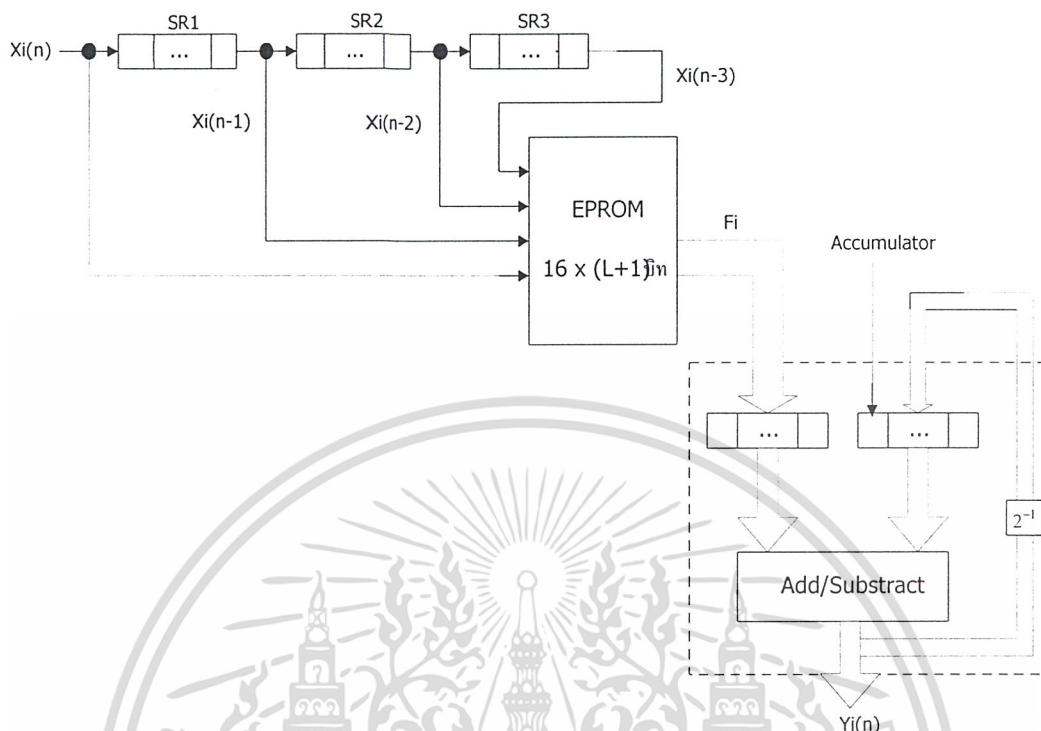 SR1 SR2 SR3
Xi(n)
... ... ...
Xi(n-3)
Xi(n-1) Xi(n-2)
EPROM
Fi
Accumulator
16 x (L+1)บิท
... ...
2⁻¹
Add/Substract
Yi(n)